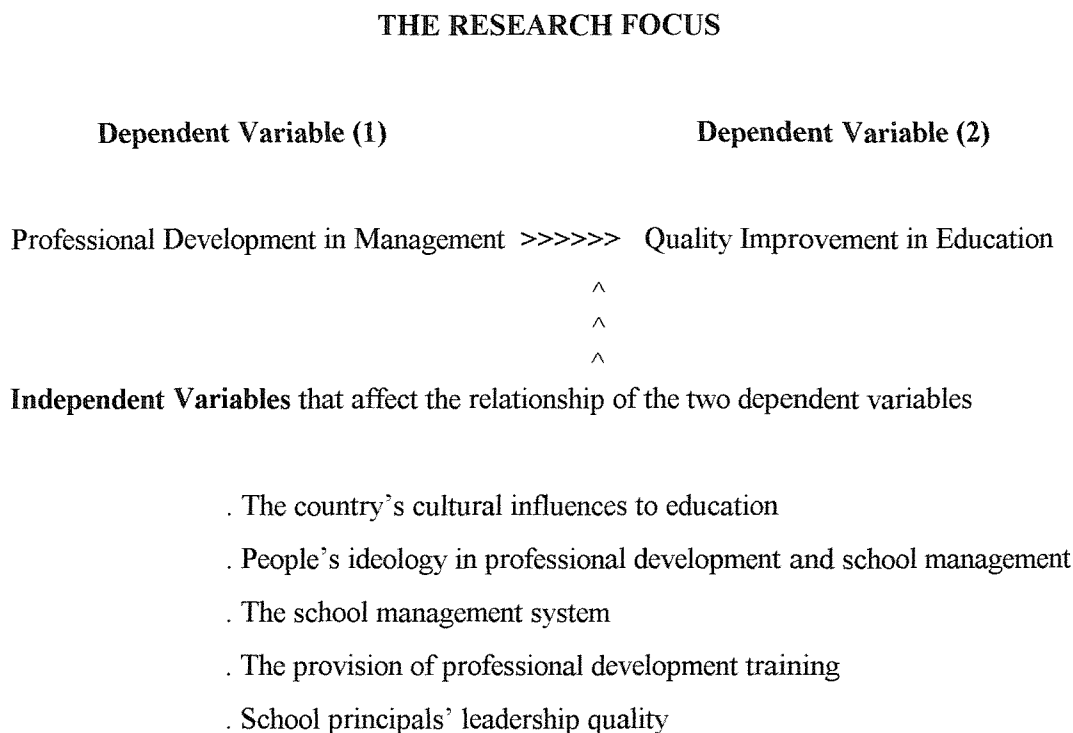 THE RESEARCH FOCUS
Dependent Variable (1) Dependent Variable (2)
Professional Development in Management >>>>>> Quality Improvement in Education
^
^
^
Independent Variables that affect the relationship of the two dependent variables
. The country's cultural influences to education
. People's ideology in professional development and school management
. The school management system
. The provision of professional development training
. School principals' leadership quality